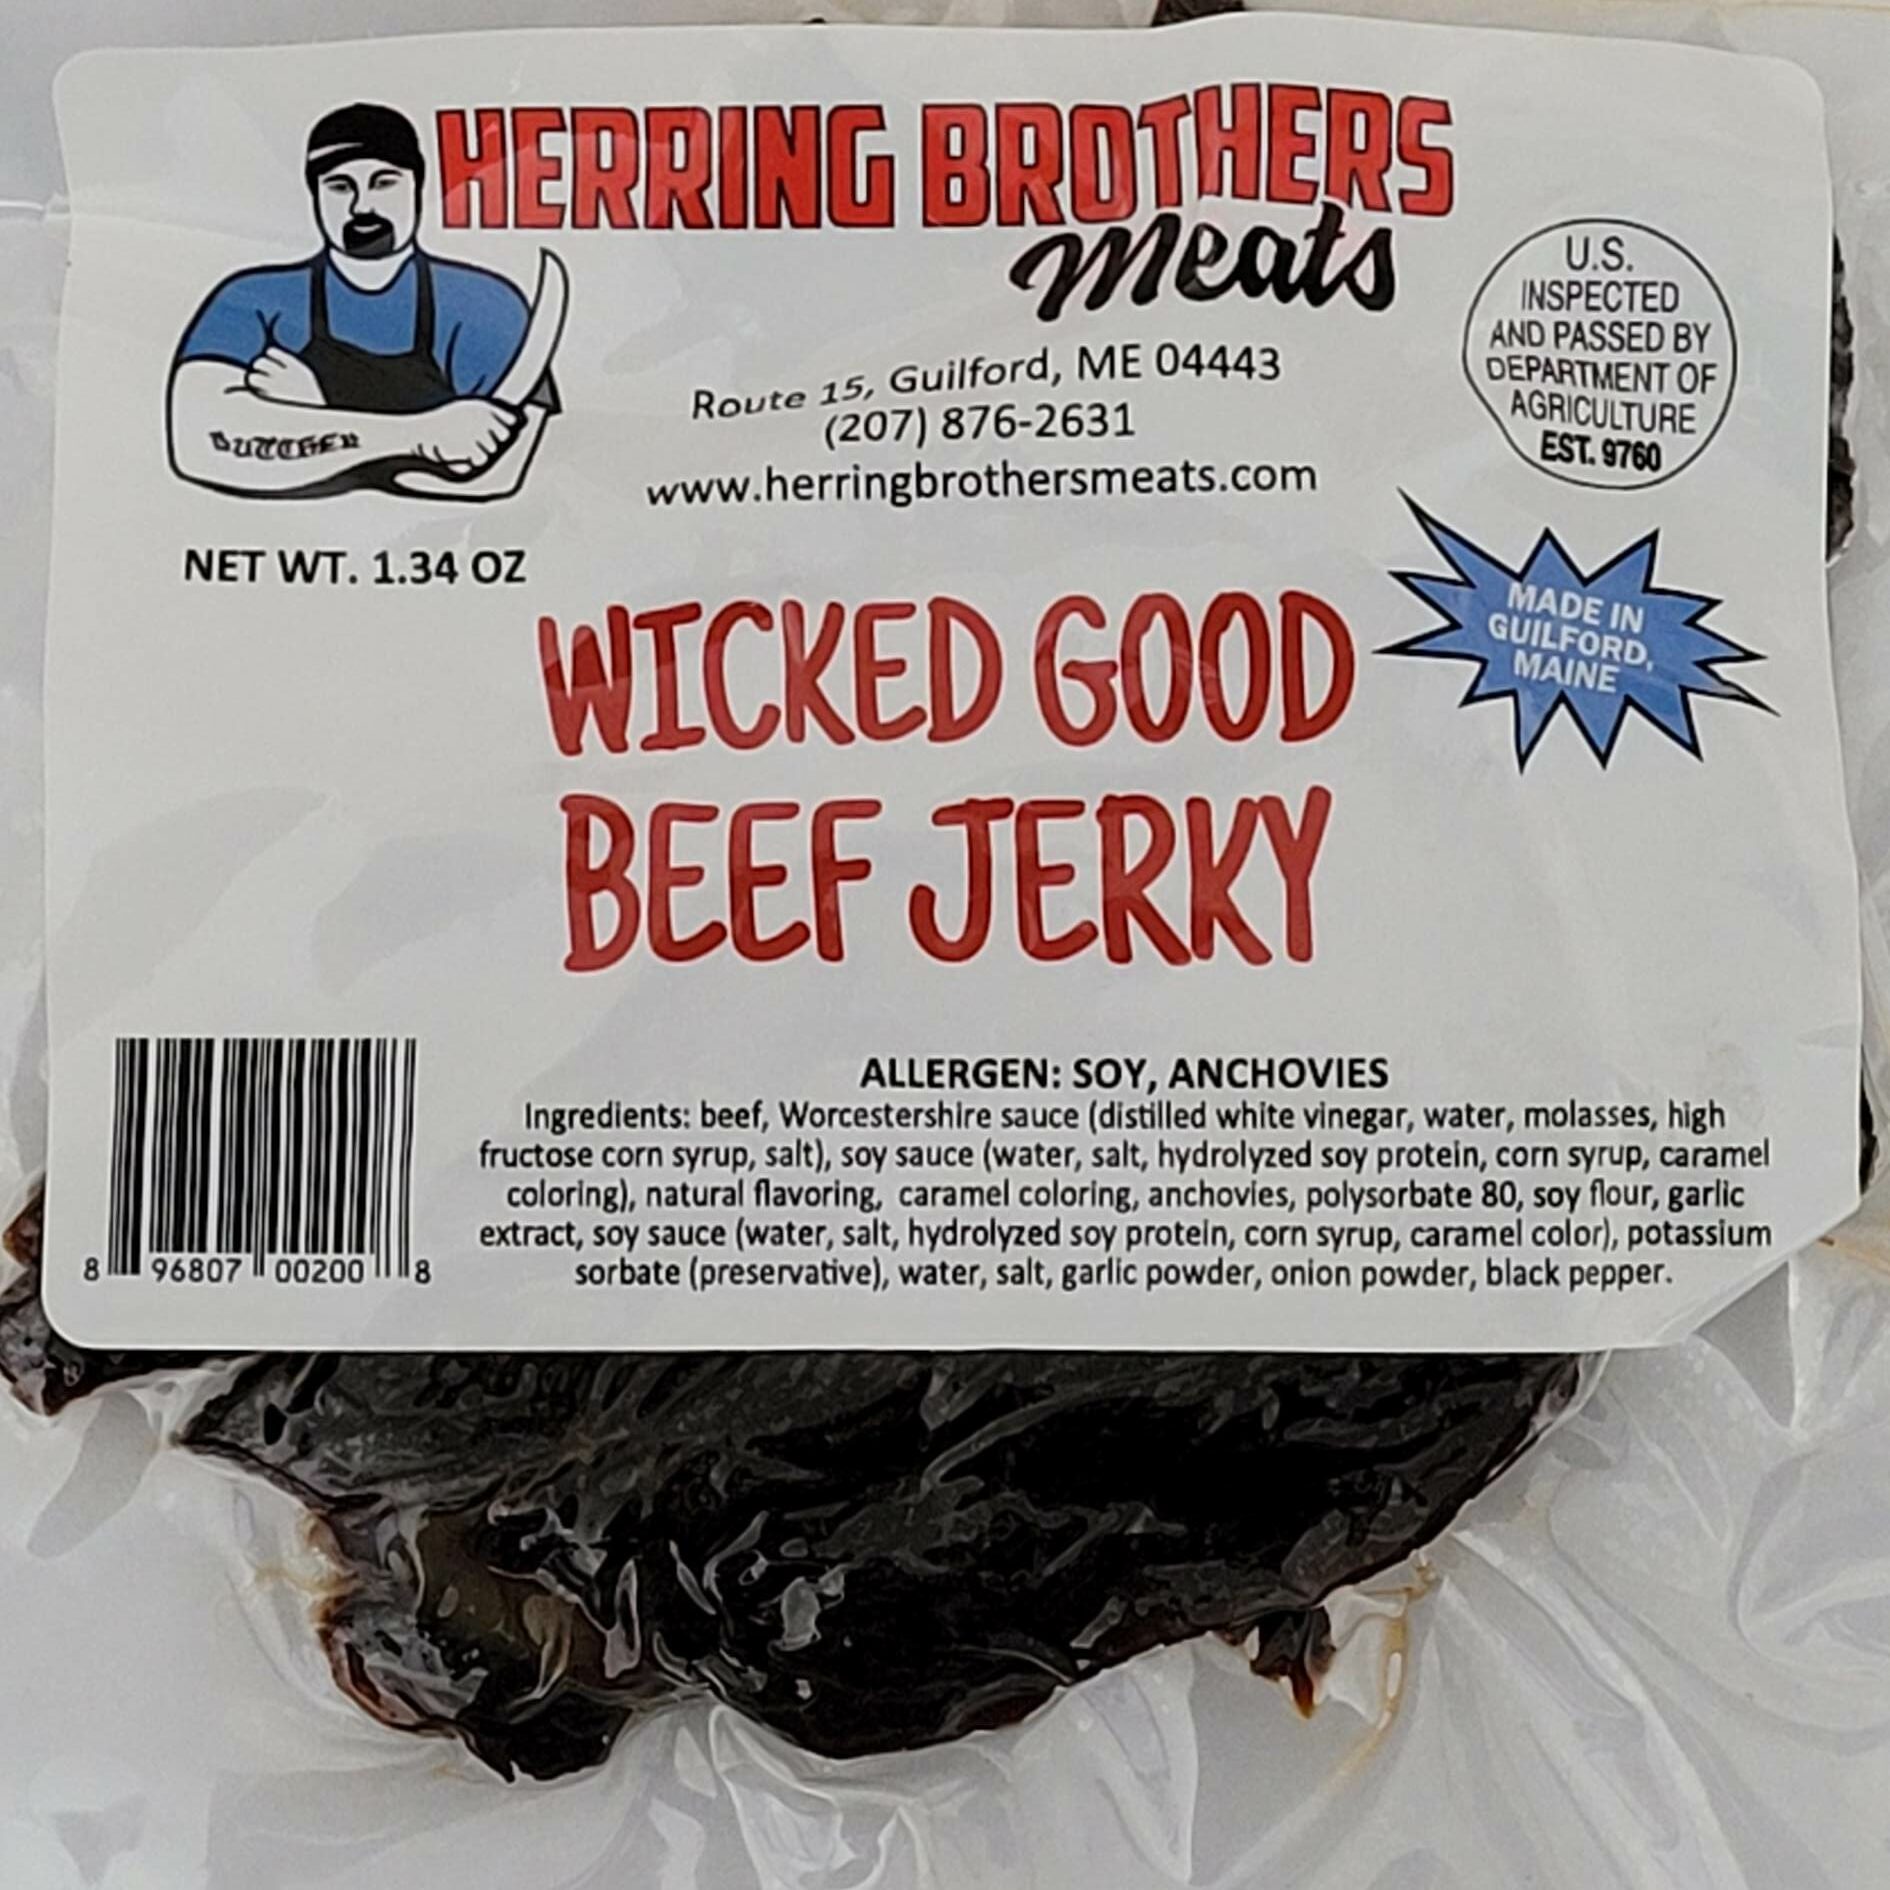 HERRING BROTHERS
Meats
Route 15, Guilford, ME 04443
(207) 876-2631
www.herringbrothersmeats.com
U.S.
INSPECTED
AND PASSED BY
DEPARTMENT OF
AGRICULTURE
EST. 9760
BUTCHER
NET WT. 1.34 OZ
MADE IN
GUILFORD,
MAINE
WICKED GOOD
BEEF JERKY
ALLERGEN: SOY, ANCHOVIES
Ingredients: beef, Worcestershire sauce (distilled white vinegar, water, molasses, high
fructose corn syrup, salt), soy sauce (water, salt, hydrolyzed soy protein, corn syrup, caramel
coloring), natural flavoring, caramel coloring, anchovies, polysorbate 80, soy flour, garlic
extract, soy sauce (water, salt, hydrolyzed soy protein, corn syrup, caramel color), potassium
sorbate (preservative), water, salt, garlic powder, onion powder, black pepper.
8 96807 00200 8